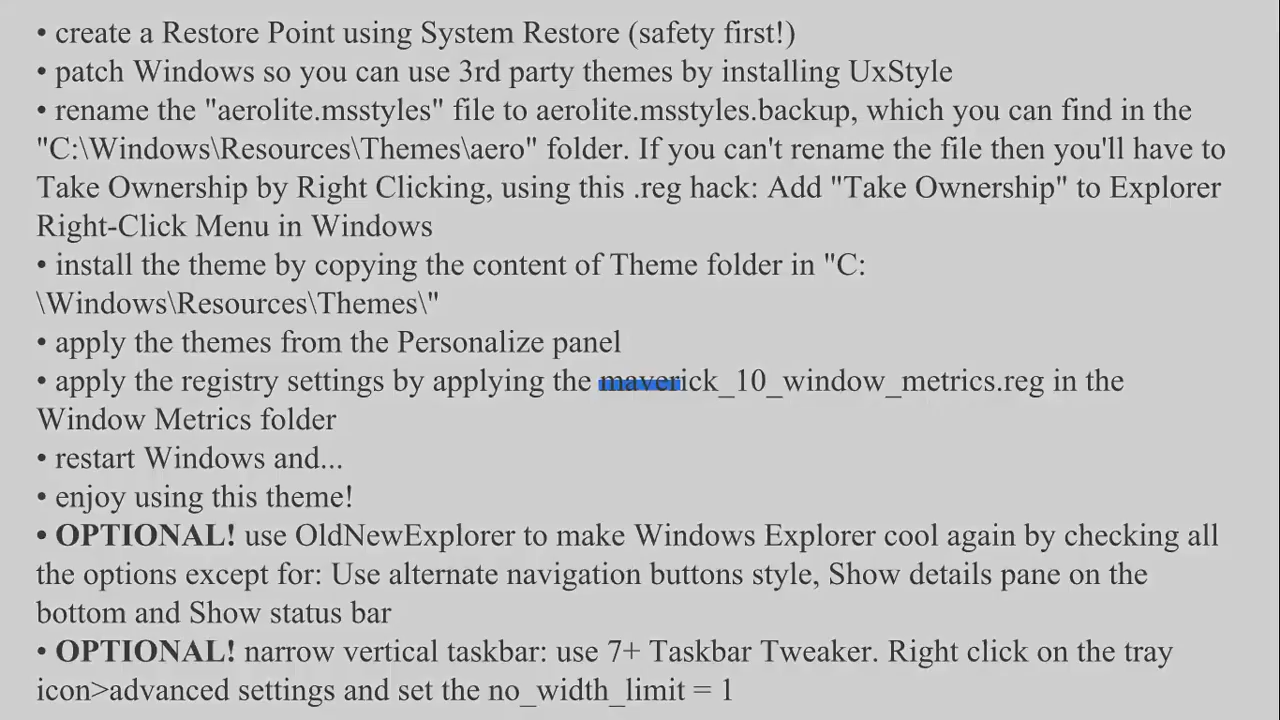 • create a Restore Point using System Restore (safety first!)
• patch Windows so you can use 3rd party themes by installing UxStyle
• rename the "aerolite.msstyles" file to aerolite.msstyles.backup, which you can find in the
"C:\Windows\Resources\Themes\aero" folder. If you can't rename the file then you'll have to
Take Ownership by Right Clicking, using this .reg hack: Add "Take Ownership" to Explorer
Right-Click Menu in Windows
• install the theme by copying the content of Theme folder in "C:
\Windows\Resources\Themes\"
• apply the themes from the Personalize panel
• apply the registry settings by applying the maverick_10_window_metrics.reg in the
Window Metrics folder
• restart Windows and...
• enjoy using this theme!
• OPTIONAL! use OldNewExplorer to make Windows Explorer cool again by checking all
the options except for: Use alternate navigation buttons style, Show details pane on the
bottom and Show status bar
• OPTIONAL! narrow vertical taskbar: use 7+ Taskbar Tweaker. Right click on the tray
icon>advanced settings and set the no_width_limit = 1